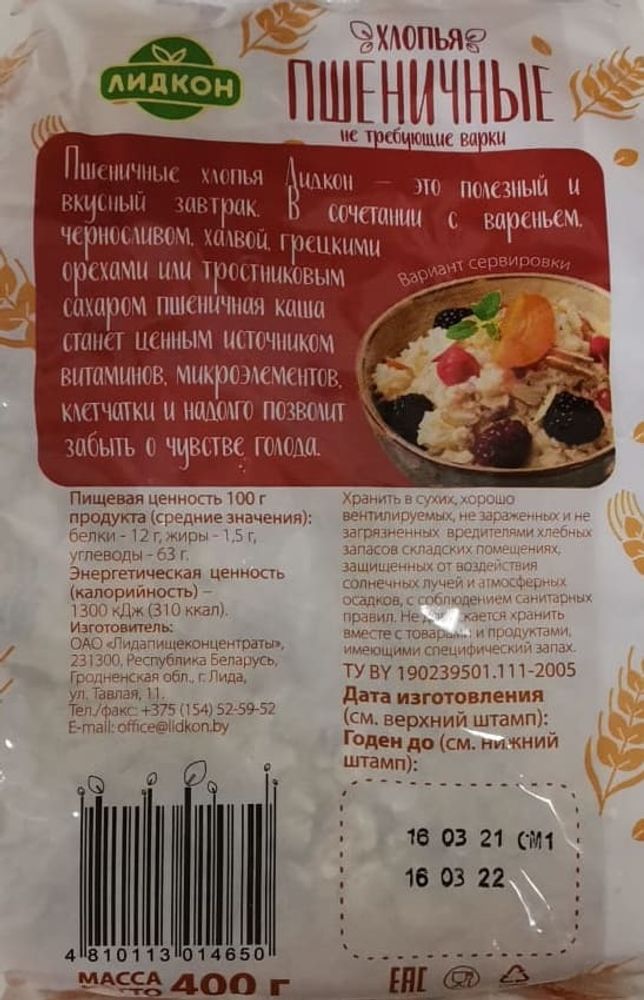 ЛИДКОН
ХЛОПЬЯ
ПШЕНИЧНЫЕ
не требующие варки
Пшеничные хлопья Лидкон – это полезный и
вкусный завтрак. В сочетании с вареньем,
черносливом, халвой, грецкими
орехами или тростниковым
сахаром пшеничная каша
станет ценным источником
витаминов, микроэлементов,
клетчатки и надолго позволит
забыть о чувстве голода.
Вариант сервировки
Пищевая ценность 100 г
продукта (средние значения):
белки - 12 г, жиры - 1,5 г,
углеводы - 63 г.
Энергетическая ценность
(калорийность) –
1300 кДж (310 ккал).
Изготовитель:
ОАО «Лидапищеконцентраты»,
231300, Республика Беларусь,
Гродненская обл., г. Лида,
ул. Тавлая, 11.
Тел./факс: +375 (154) 52-59-52
E-mail: office@lidkon.by
Хранить в сухих, хорошо
вентилируемых, не зараженных и не
загрязненных вредителями хлебных
запасов складских помещениях,
защищенных от воздействия
солнечных лучей и атмосферных
осадков, с соблюдением санитарных
правил. Не хранить
вместе с товарами и продуктами,
имеющими специфический запах.
ТУ BY 190239501.111-2005
Дата изготовления
(см. верхний штамп):
Годен до (см. нижний
штамп):
16 03 21 СМ1
16 03 22
4 810113 014650
МАССА
НЕТТО 400 г
EAC